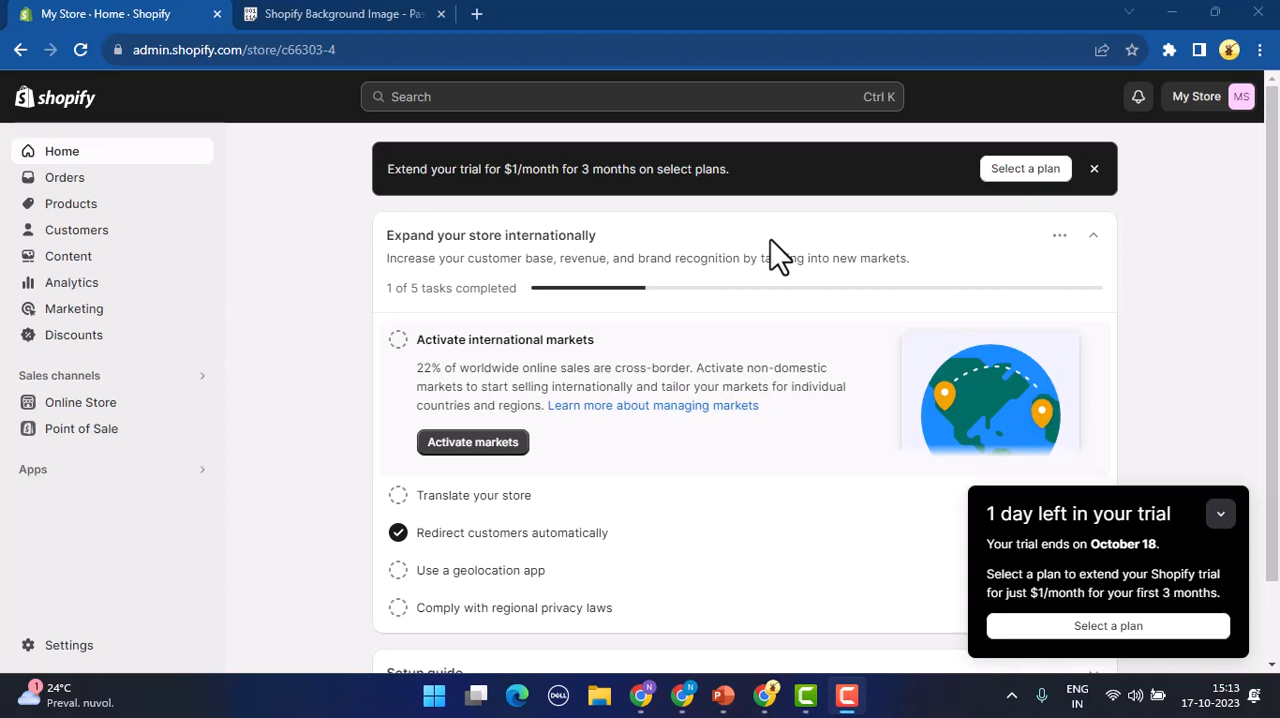 My Store · Home · Shopify
Shopify Background Image - Pas
admin.shopify.com/store/c66303-4
shopify
Search
Ctrl K
My Store
MS
Home
Orders
Products
Customers
Content
Analytics
Marketing
Discounts
Sales channels
Online Store
Point of Sale
Apps
Settings
Extend your trial for $1/month for 3 months on select plans.
Select a plan
Expand your store internationally
Increase your customer base, revenue, and brand recognition by into new markets.
1 of 5 tasks completed
Activate international markets
22% of worldwide online sales are cross-border. Activate non-domestic
markets to start selling internationally and tailor your markets for individual
countries and regions. Learn more about managing markets
Activate markets
Translate your store
Redirect customers automatically
Use a geolocation app
Comply with regional privacy laws
Setup guide
1 day left in your trial
Your trial ends on October 18.
Select a plan to extend your Shopify trial
for just $1/month for your first 3 months.
Select a plan
1
24°C
Preval. nuvol.
DELL
N
N
ENG
IN
15:13
17-10-2023